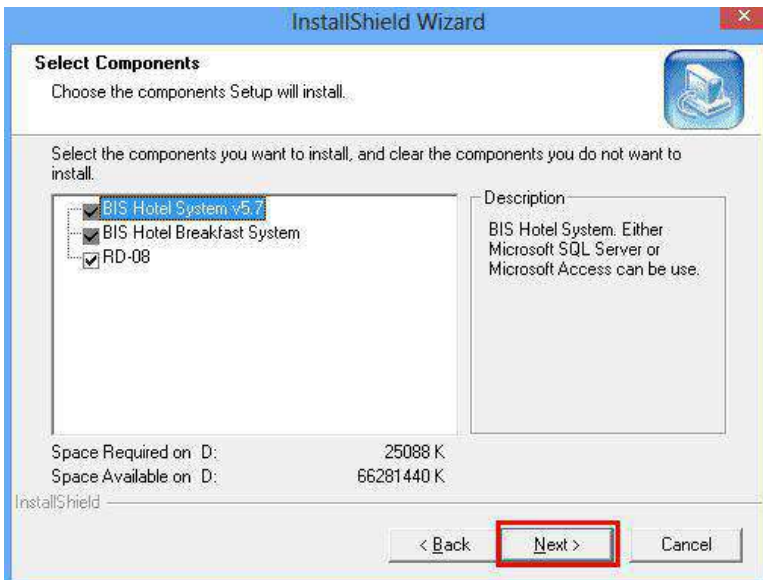 InstallShield Wizard
Select Components
Choose the components Setup will install.
Select the components you want to install, and clear the components you do not want to
install.
BIS Hotel System v5.7
BIS Hotel Breakfast System
RD-08
Description
BIS Hotel System. Either
Microsoft SQL Server or
Microsoft Access can be use.
Space Required on D: 25088 K
Space Available on D: 66281440 K
InstallShield
< Back Next > Cancel